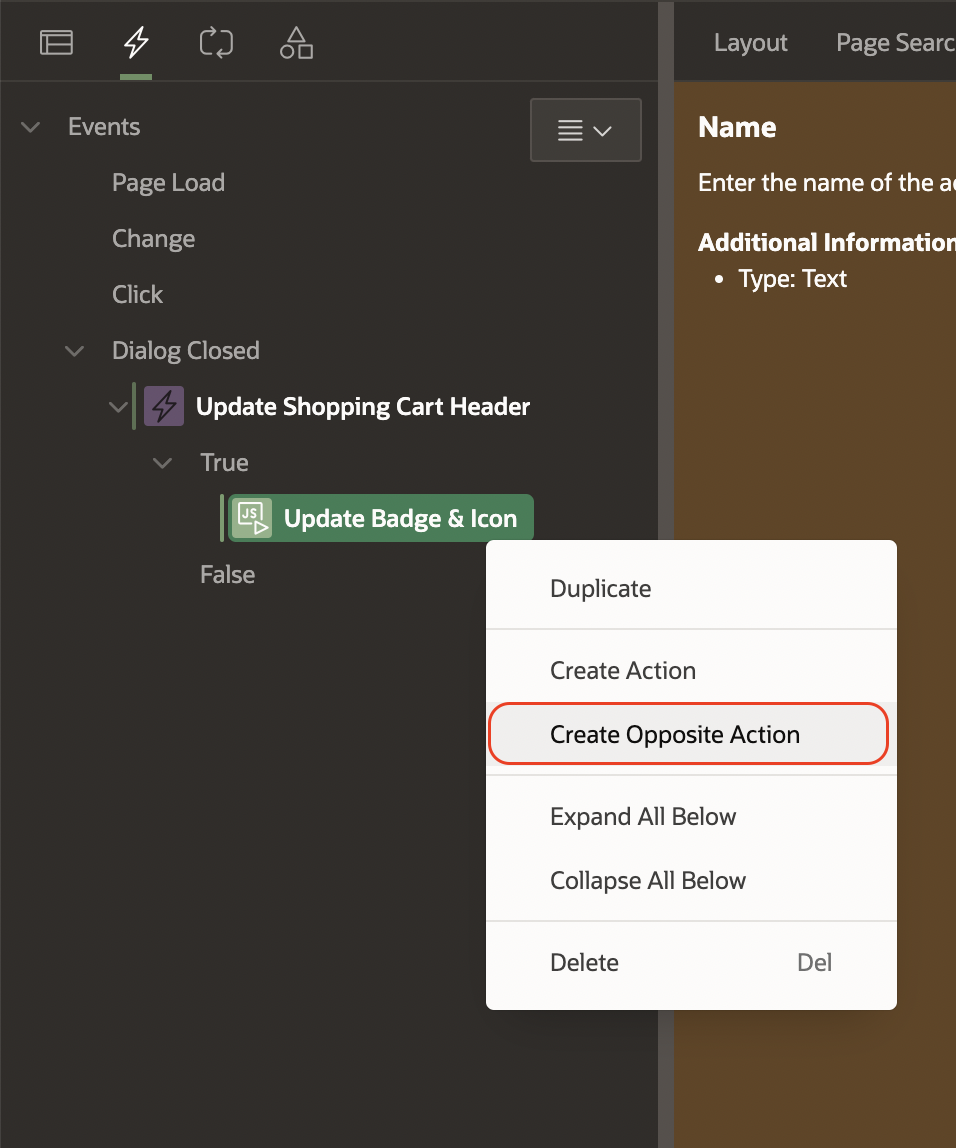 Layout
Page Searc
Events
Page Load
Change
Click
Dialog Closed
Update Shopping Cart Header
True
JS
Update Badge & Icon
False
Duplicate
Create Action
Create Opposite Action
Expand All Below
Collapse All Below
Delete Del
Name
Enter the name of the a
Additional Information
• Type: Text